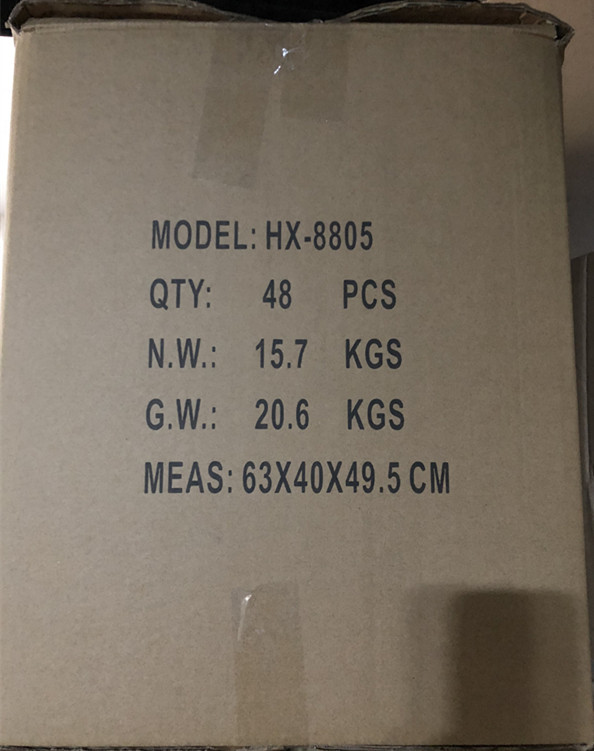 MODEL: HX-8805
QTY: 48 PCS
N.W.: 15.7 KGS
G.W.: 20.6 KGS
MEAS: 63X40X49.5 CM